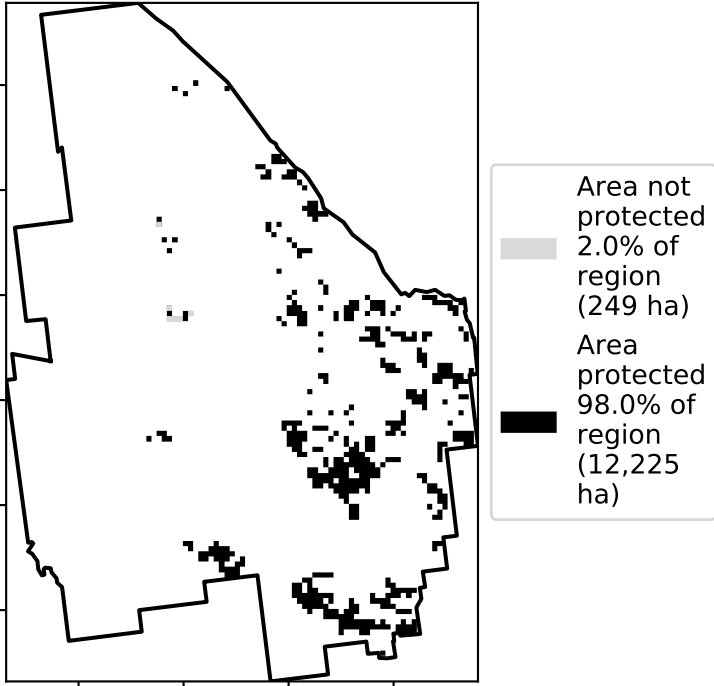 Area not
protected
2.0% of
region
(249 ha)
Area
protected
98.0% of
region
(12,225
ha)